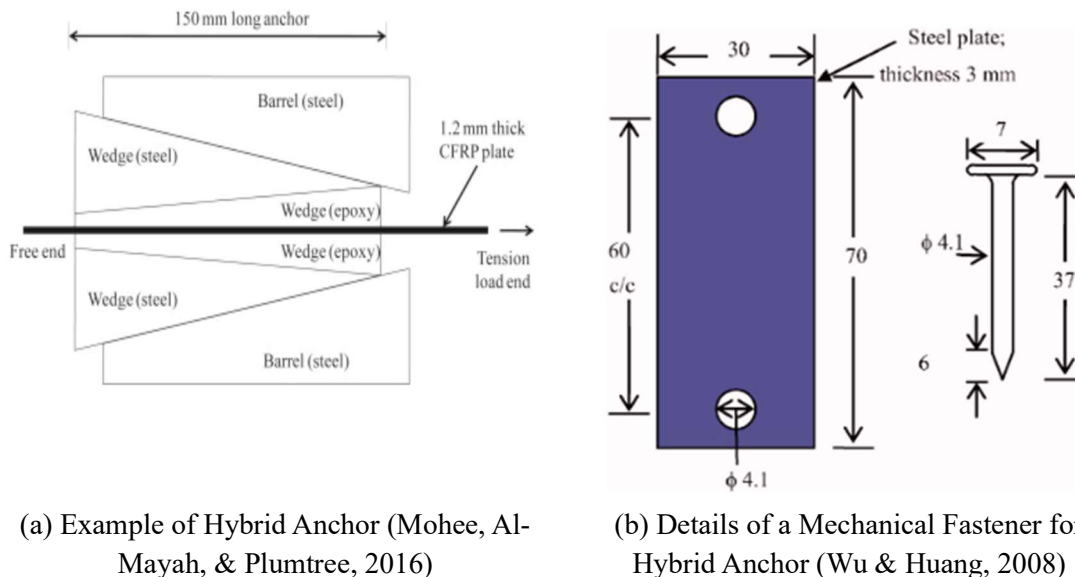 150 mm long anchor
Barrel (steel)
Wedge (steel)
1.2 mm thick
CFRP plate
Wedge (epoxy)
Free end
Wedge (epoxy)
Tension
load end
Wedge (steel)
Barrel (steel)
(a) Example of Hybrid Anchor (Mohee, Al-
Mayah, & Plumtree, 2016)
30
Steel plate;
thickness 3 mm
60
c/c
70
ϕ 4.1
7
ϕ 4.1
37
6
(b) Details of a Mechanical Fastener for
Hybrid Anchor (Wu & Huang, 2008)